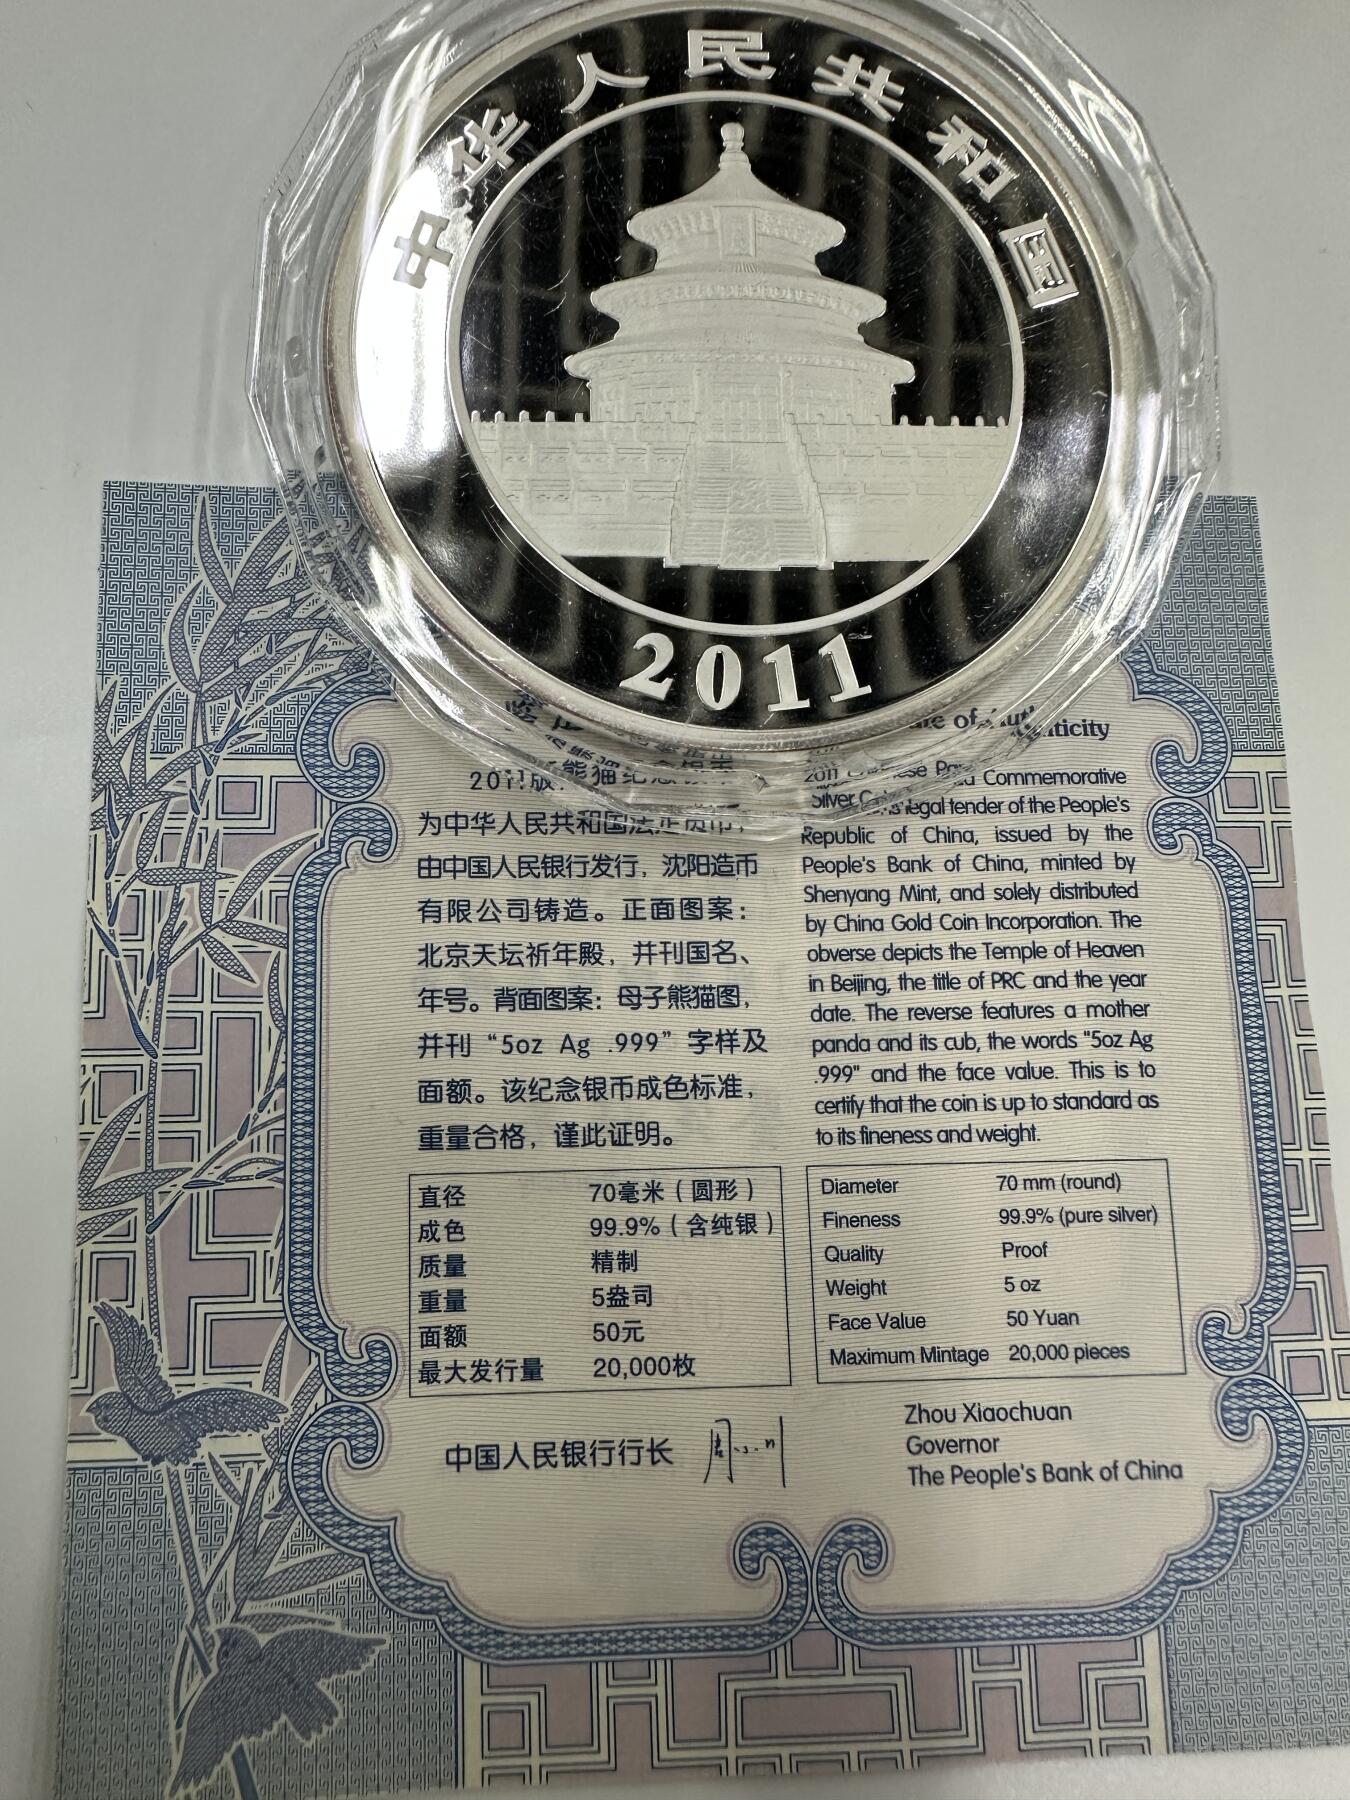 中华人民共和国
2011
ticity
2011版
熊猫纪念
为中华人民共和国法定货币，
由中国人民银行发行，沈阳造币
有限公司铸造。正面图案：
北京天坛祈年殿，并刊国名、
年号。背面图案：母子熊猫图，
并刊“5oz Ag .999”字样及
面额。该纪念银币成色标准，
重量合格，谨此证明。
2011 Chinese Commemorative
Silver legal tender of the People's
Republic of China, issued by the
People's Bank of China, minted by
Shenyang Mint, and solely distributed
by China Gold Coin Incorporation. The
obverse depicts the Temple of Heaven
in Beijing, the title of PRC and the year
date. The reverse features a mother
panda and its cub, the words "5oz Ag
.999" and the face value. This is to
certify that the coin is up to standard as
to its fineness and weight.
直径 70毫米（圆形）
成色 99.9%（含纯银）
质量 精制
重量 5盎司
面额 50元
最大发行量 20,000枚
Diameter 70 mm (round)
Fineness 99.9% (pure silver)
Quality Proof
Weight 5 oz
Face Value 50 Yuan
Maximum Mintage 20,000 pieces
中国人民银行行长
Zhou Xiaochuan
Governor
The People's Bank of China